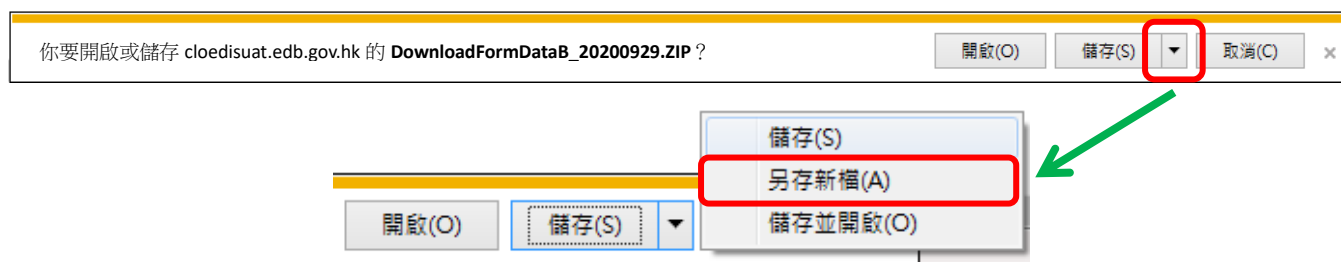 你要開啟或儲存 cloedisuat.edb.gov.hk 的 DownloadFormDataB_20200929.ZIP？ 開啟(O) 儲存(S) ▼ 取消(C) ×
儲存(S)
另存新檔(A)
儲存並開啟(O)
開啟(O) 儲存(S) ▼